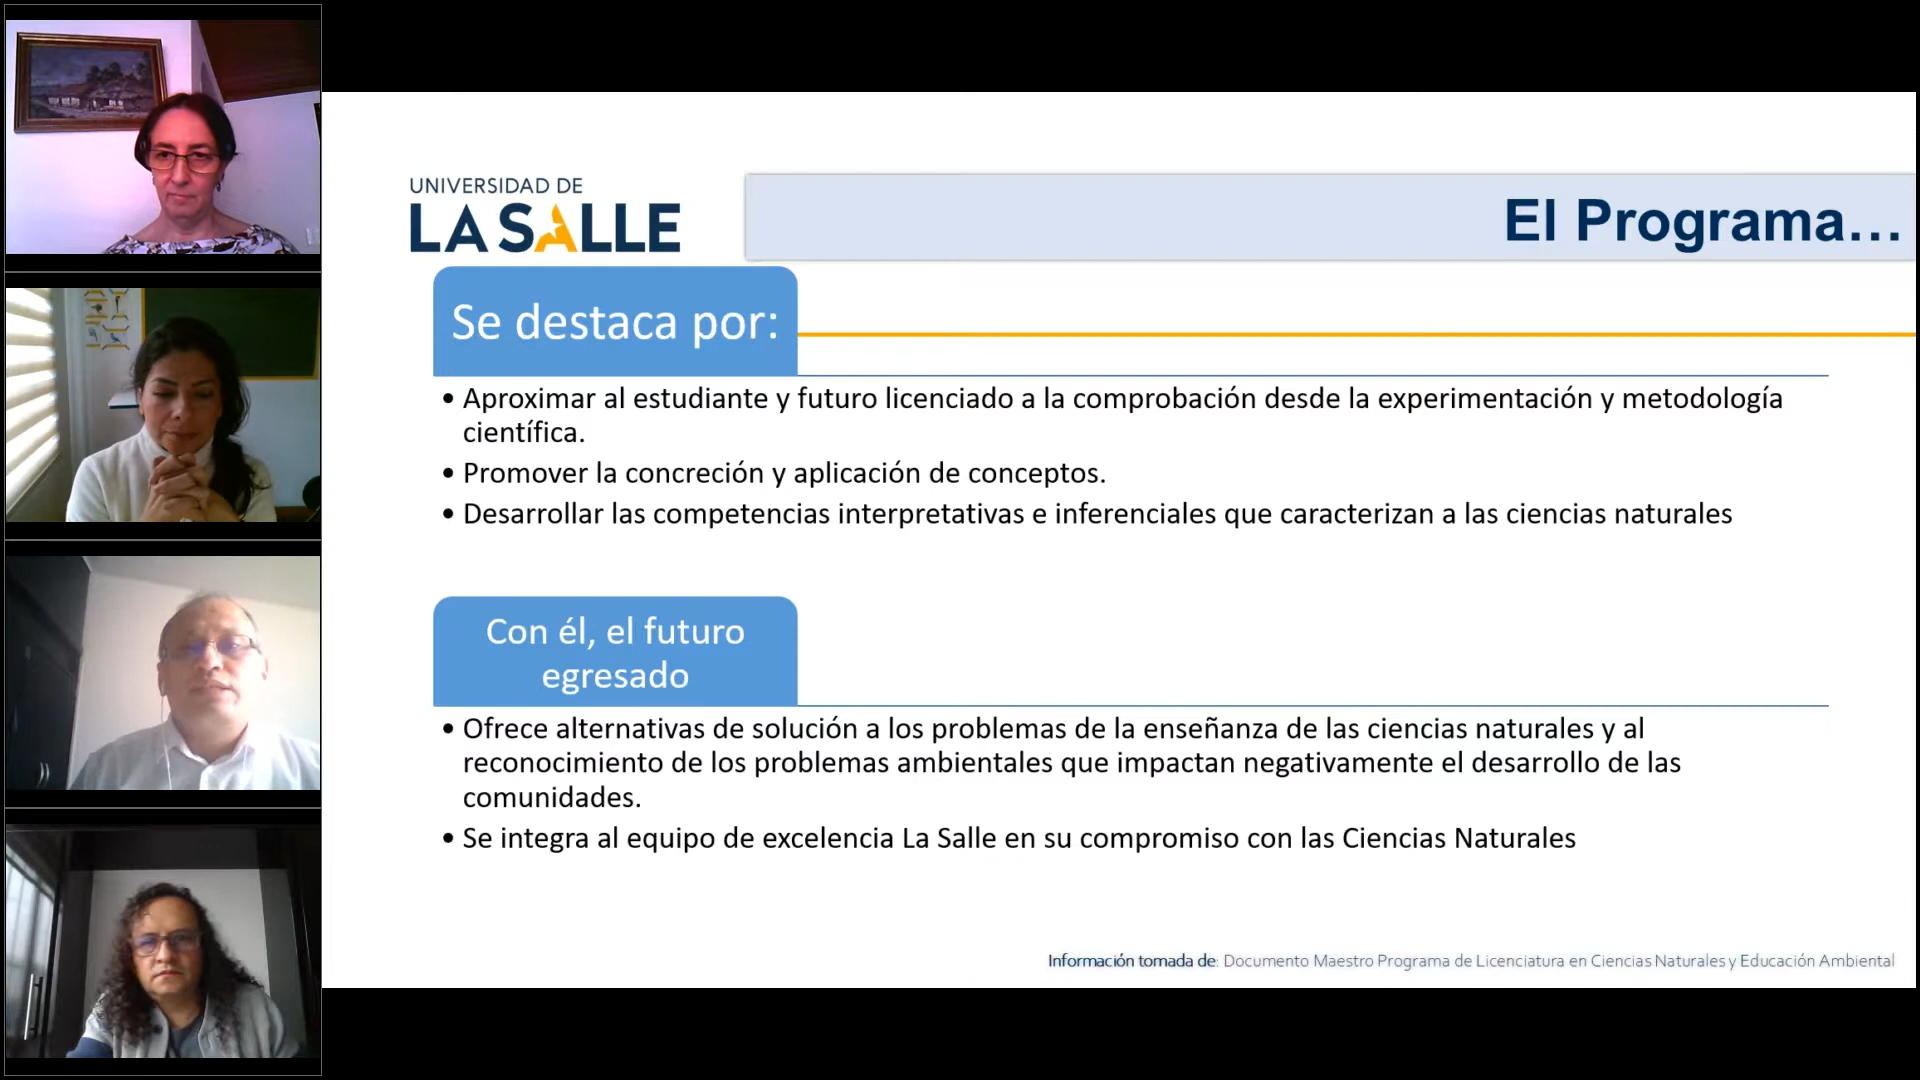 UNIVERSIDAD DE
LA SALLE
El Programa...
Se destaca por:
• Aproximar al estudiante y futuro licenciado a la comprobación desde la experimentación y metodología
científica.
• Promover la concreción y aplicación de conceptos.
• Desarrollar las competencias interpretativas e inferenciales que caracterizan a las ciencias naturales
Con él, el futuro
egresado
• Ofrece alternativas de solución a los problemas de la enseñanza de las ciencias naturales y al
reconocimiento de los problemas ambientales que impactan negativamente el desarrollo de las
comunidades.
• Se integra al equipo de excelencia La Salle en su compromiso con las Ciencias Naturales
Información tomada de: Documento Maestro Programa de Licenciatura en Ciencias Naturales y Educación Ambiental